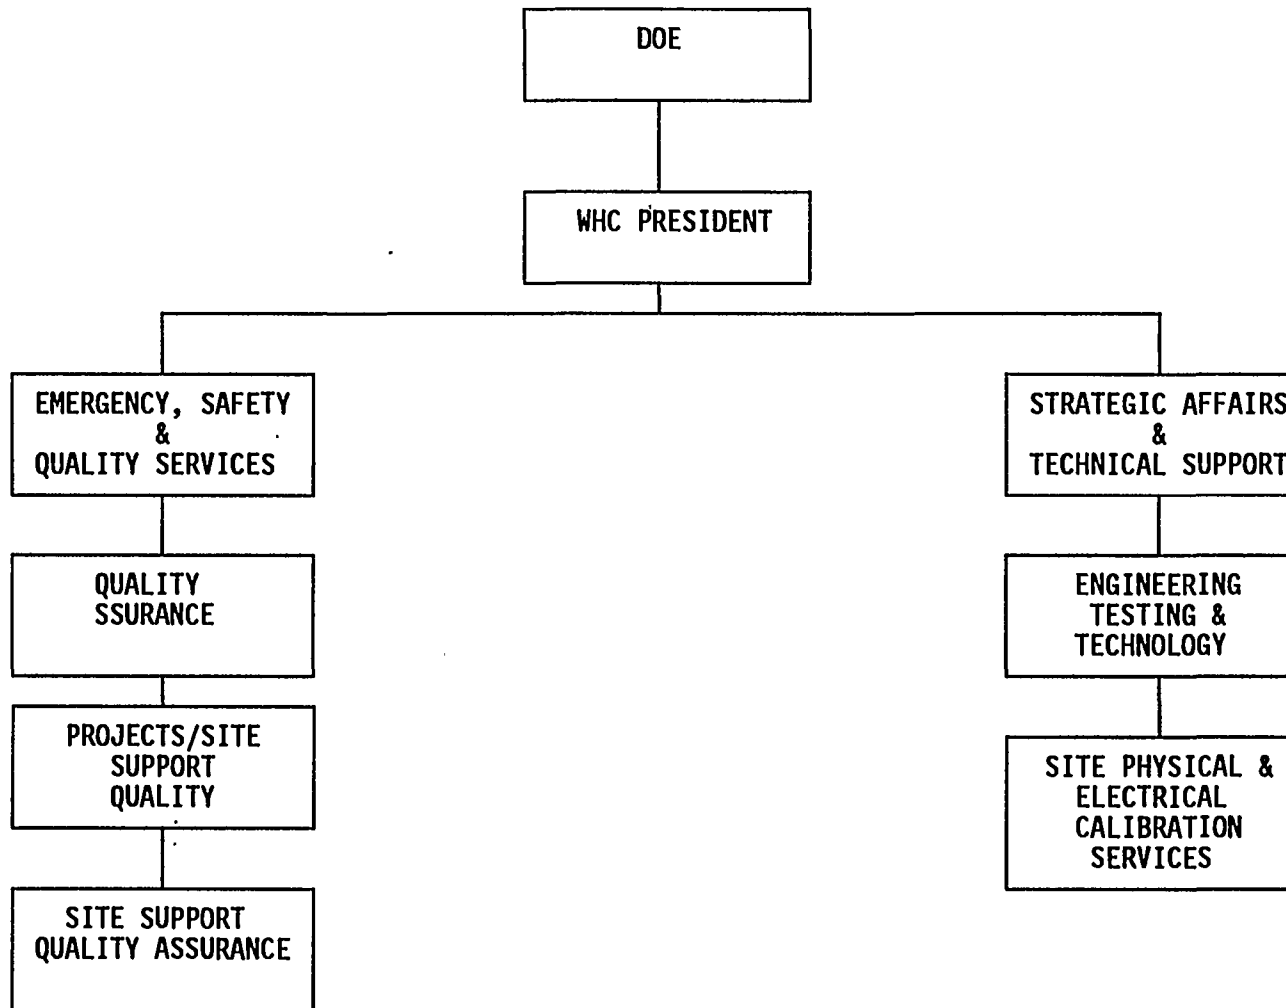 DOE
WHC PRESIDENT
EMERGENCY, SAFETY
&
QUALITY SERVICES
STRATEGIC AFFAIRS
&
TECHNICAL SUPPORT
QUALITY
SSURANCE
ENGINEERING
TESTING &
TECHNOLOGY
PROJECTS/SITE
SUPPORT
QUALITY
SITE PHYSICAL &
ELECTRICAL
CALIBRATION
SERVICES
SITE SUPPORT
QUALITY ASSURANCE